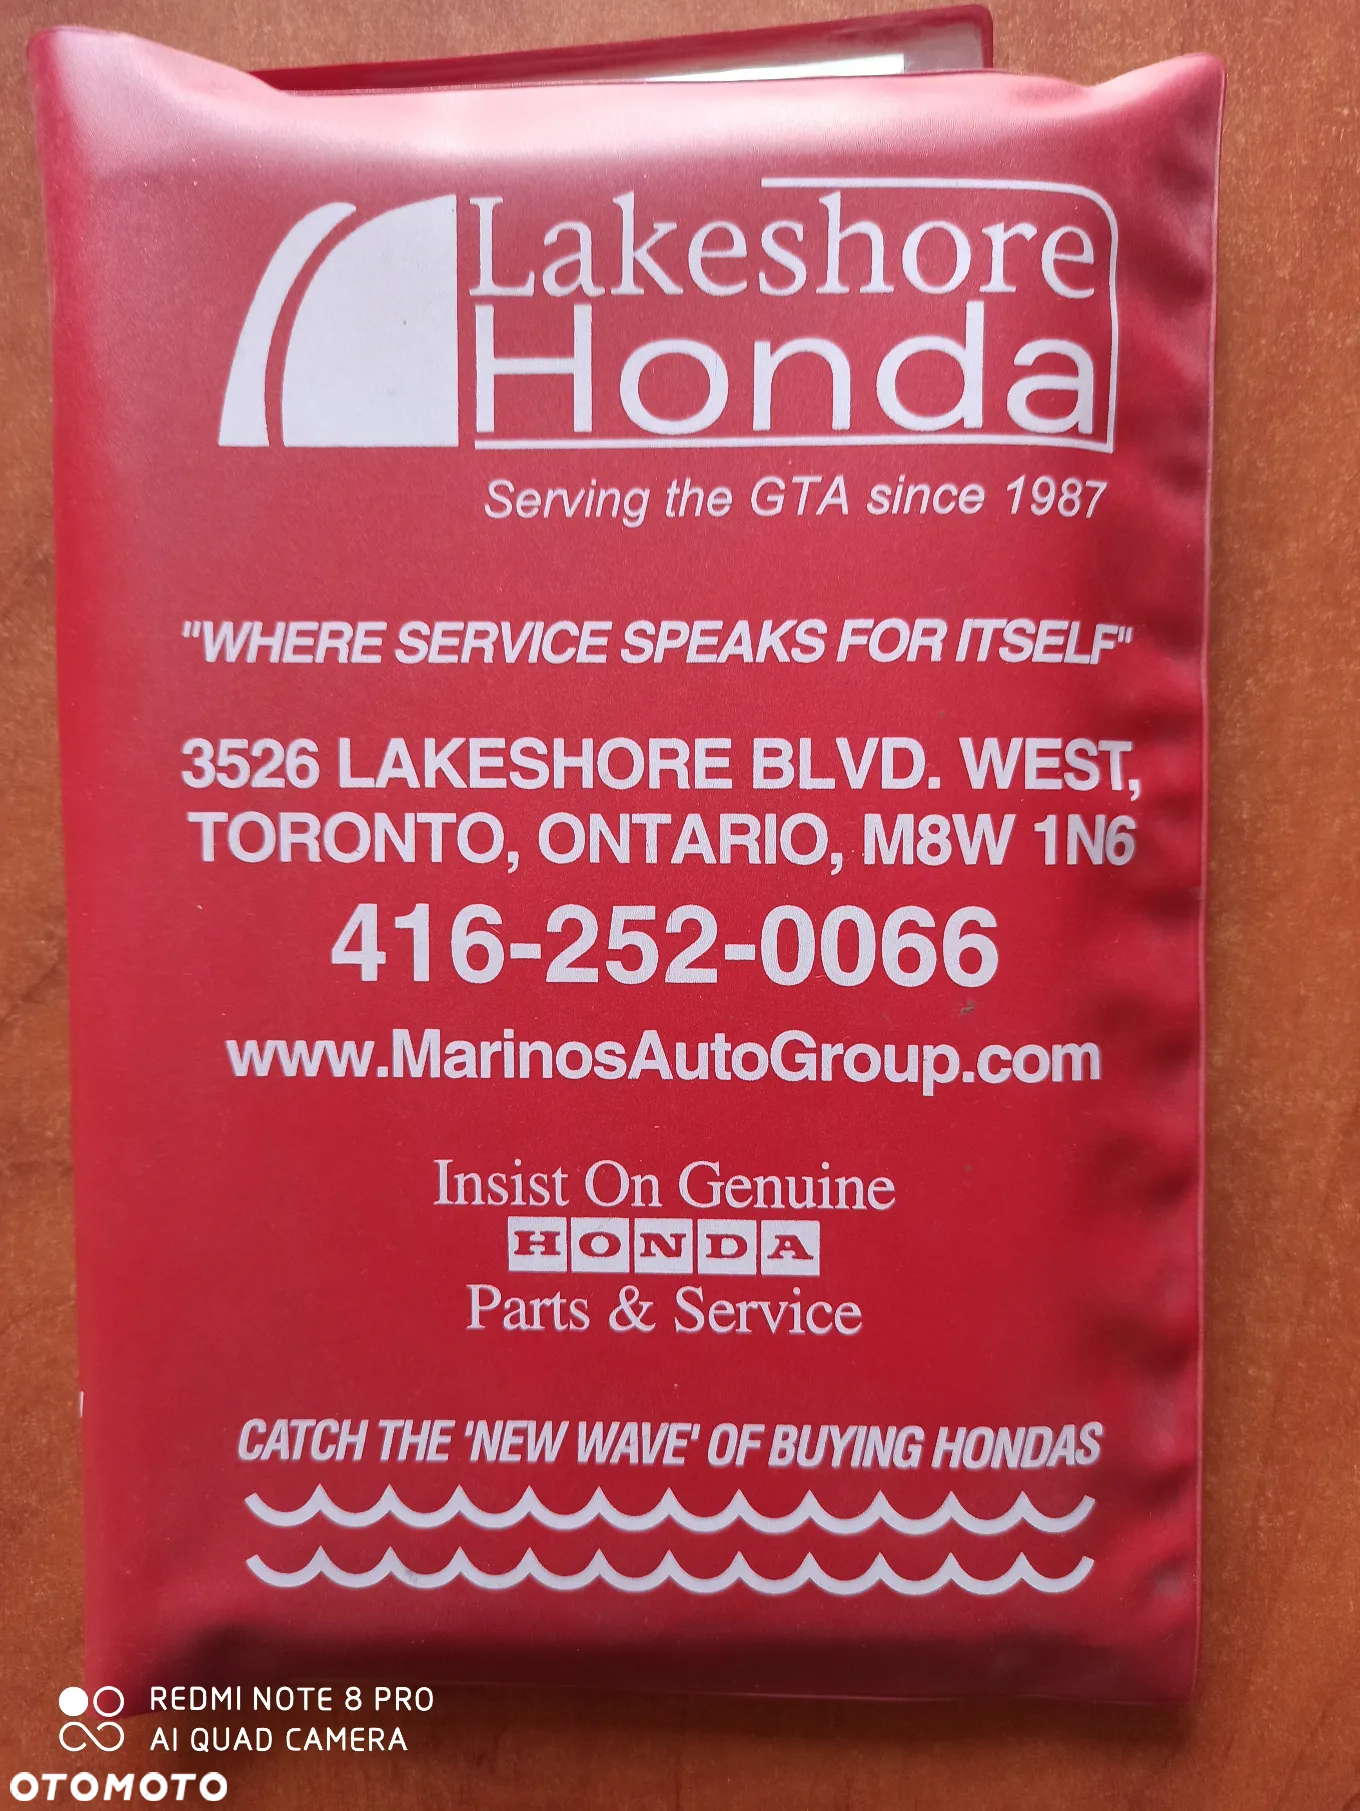 Lakeshore
Honda
Serving the GTA since 1987
"WHERE SERVICE SPEAKS FOR ITSELF"
3526 LAKESHORE BLVD. WEST,
TORONTO, ONTARIO, M8W 1N6
416-252-0066
www.MarinosAutoGroup.com
Insist On Genuine
HONDA
Parts & Service
CATCH THE 'NEW WAVE' OF BUYING HONDAS
REDMI NOTE 8 PRO
AI QUAD CAMERA
OTOMOTO